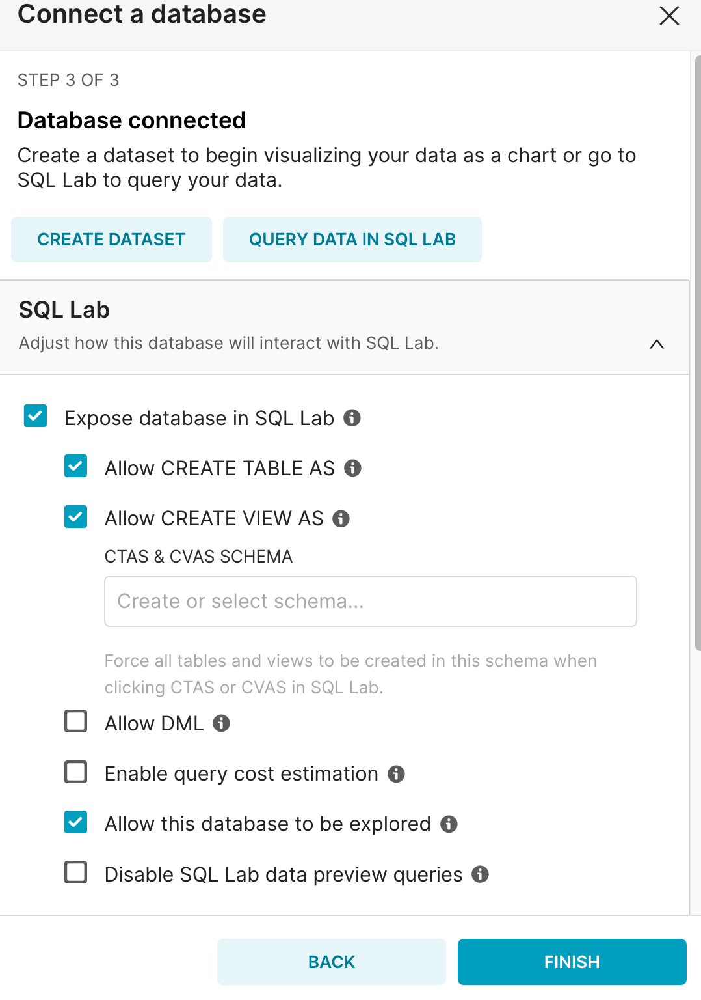 Connect a database
STEP 3 OF 3
Database connected
Create a dataset to begin visualizing your data as a chart or go to
SQL Lab to query your data.
CREATE DATASET
QUERY DATA IN SQL LAB
SQL Lab
Adjust how this database will interact with SQL Lab.
Expose database in SQL Lab
Allow CREATE TABLE AS
Allow CREATE VIEW AS
CTAS & CVAS SCHEMA
Create or select schema...
Force all tables and views to be created in this schema when
clicking CTAS or CVAS in SQL Lab.
Allow DML
Enable query cost estimation
Allow this database to be explored
Disable SQL Lab data preview queries
BACK
FINISH